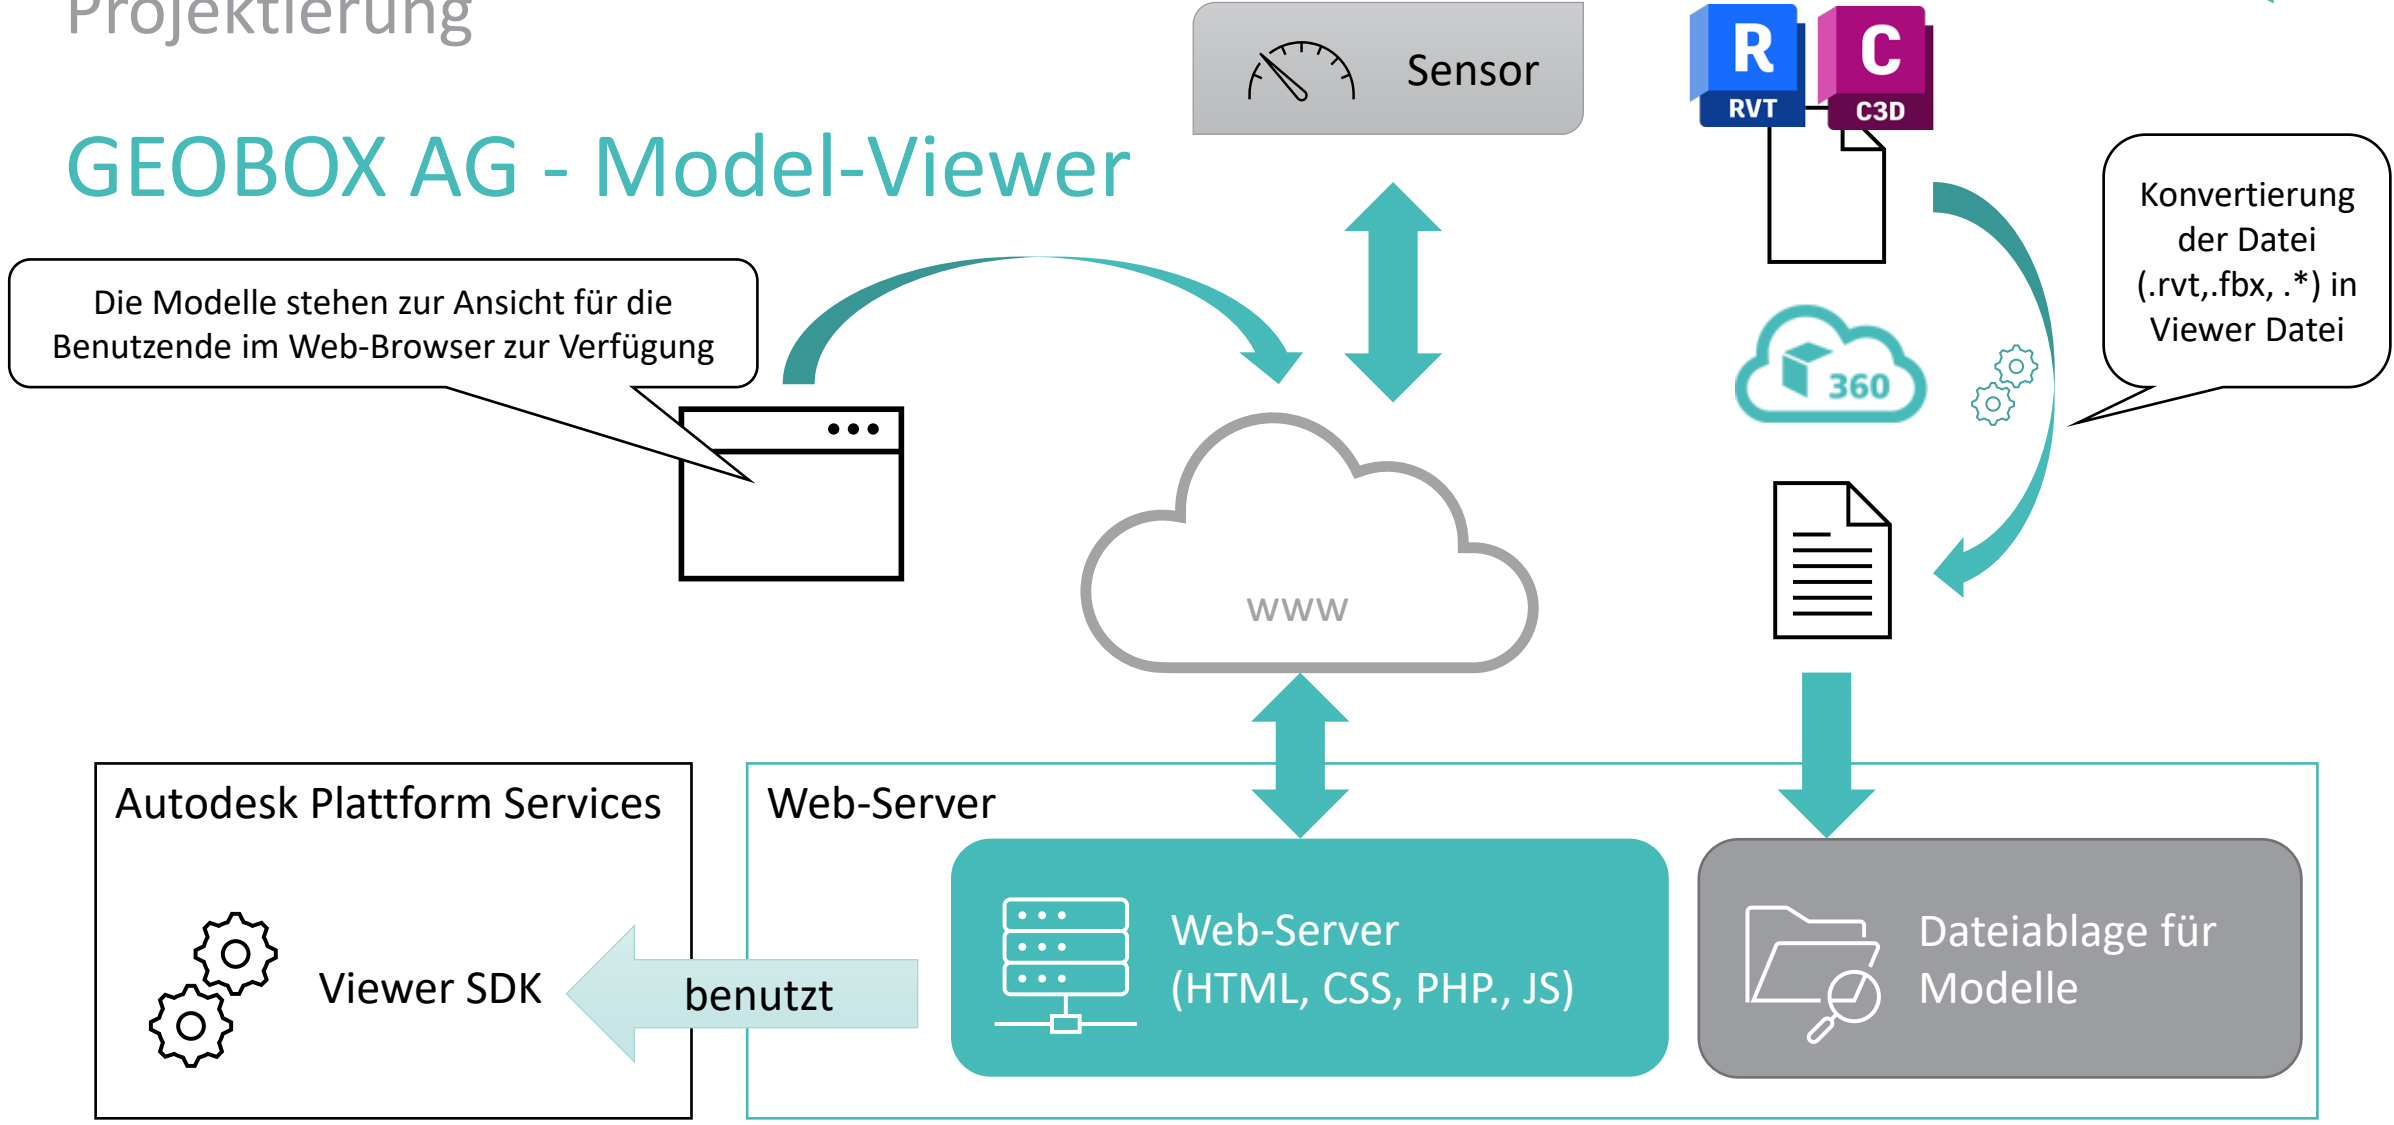 Projektierung
GEOBOX AG - Model-Viewer
Sensor
R
RVT
C
C3D
Konvertierung
der Datei
(.rvt,.fbx, .*) in
Viewer Datei
Die Modelle stehen zur Ansicht für die
Benutzende im Web-Browser zur Verfügung
360
www
Autodesk Plattform Services
Viewer SDK
benutzt
Web-Server
Web-Server
(HTML, CSS, PHP., JS)
Dateiablage für
Modelle